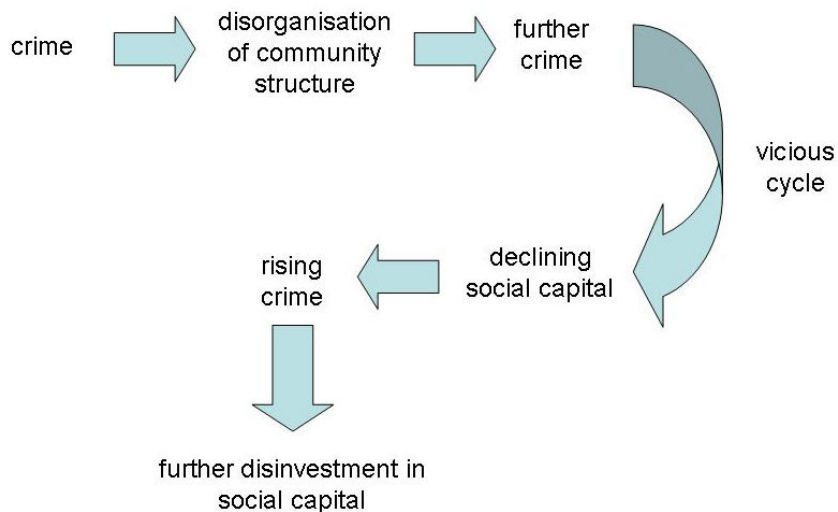 crime
disorganisation
of community
structure
further
crime
vicious
cycle
declining
social capital
rising
crime
further disinvestment in
social capital